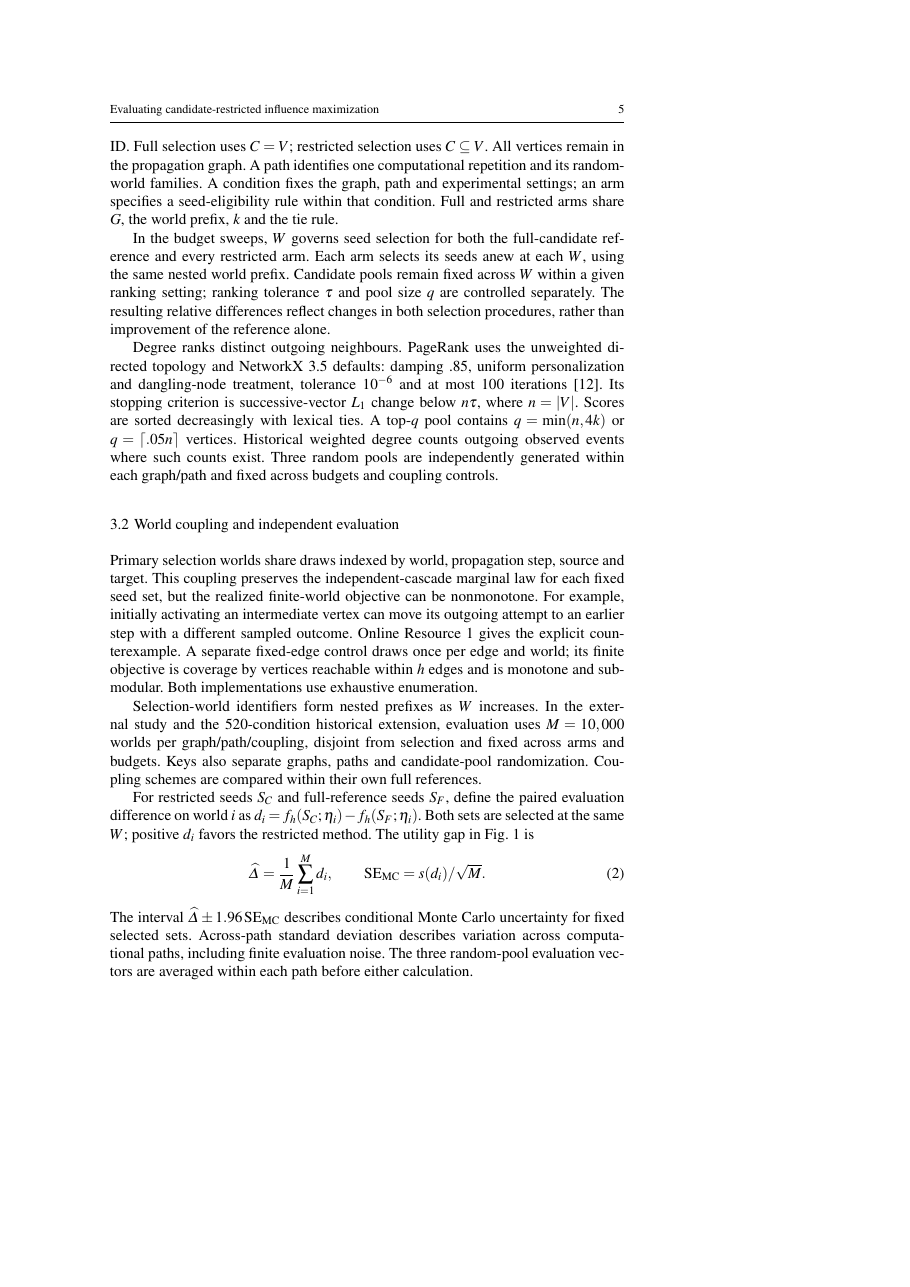 Evaluating candidate-restricted influence maximization 5
ID. Full selection uses C = V; restricted selection uses C ⊆ V. All vertices remain in
the propagation graph. A path identifies one computational repetition and its random-
world families. A condition fixes the graph, path and experimental settings; an arm
specifies a seed-eligibility rule within that condition. Full and restricted arms share
G, the world prefix, k and the tie rule.
In the budget sweeps, W governs seed selection for both the full-candidate ref-
erence and every restricted arm. Each arm selects its seeds anew at each W, using
the same nested world prefix. Candidate pools remain fixed across W within a given
ranking setting; ranking tolerance τ and pool size q are controlled separately. The
resulting relative differences reflect changes in both selection procedures, rather than
improvement of the reference alone.
Degree ranks distinct outgoing neighbours. PageRank uses the unweighted di-
rected topology and NetworkX 3.5 defaults: damping .85, uniform personalization
and dangling-node treatment, tolerance 10⁻⁶ and at most 100 iterations [12]. Its
stopping criterion is successive-vector L₁ change below nτ, where n = |V|. Scores
are sorted decreasingly with lexical ties. A top-q pool contains q = min(n,4k) or
q = ⌈.05n⌉ vertices. Historical weighted degree counts outgoing observed events
where such counts exist. Three random pools are independently generated within
each graph/path and fixed across budgets and coupling controls.
3.2 World coupling and independent evaluation
Primary selection worlds share draws indexed by world, propagation step, source and
target. This coupling preserves the independent-cascade marginal law for each fixed
seed set, but the realized finite-world objective can be nonmonotone. For example,
initially activating an intermediate vertex can move its outgoing attempt to an earlier
step with a different sampled outcome. Online Resource 1 gives the explicit coun-
terexample. A separate fixed-edge control draws once per edge and world; its finite
objective is coverage by vertices reachable within h edges and is monotone and sub-
modular. Both implementations use exhaustive enumeration.
Selection-world identifiers form nested prefixes as W increases. In the exter-
nal study and the 520-condition historical extension, evaluation uses M = 10,000
worlds per graph/path/coupling, disjoint from selection and fixed across arms and
budgets. Keys also separate graphs, paths and candidate-pool randomization. Cou-
pling schemes are compared within their own full references.
For restricted seeds S_C and full-reference seeds S_F, define the paired evaluation
difference on world i as d_i = f_h(S_C; η_i) − f_h(S_F; η_i). Both sets are selected at the same
W; positive d_i favors the restricted method. The utility gap in Fig. 1 is
Δ̂ = 1/M ∑_{i=1}^{M} d_i, SE_MC = s(d_i)/√M. (2)
The interval Δ̂ ± 1.96 SE_MC describes conditional Monte Carlo uncertainty for fixed
selected sets. Across-path standard deviation describes variation across computa-
tional paths, including finite evaluation noise. The three random-pool evaluation vec-
tors are averaged within each path before either calculation.